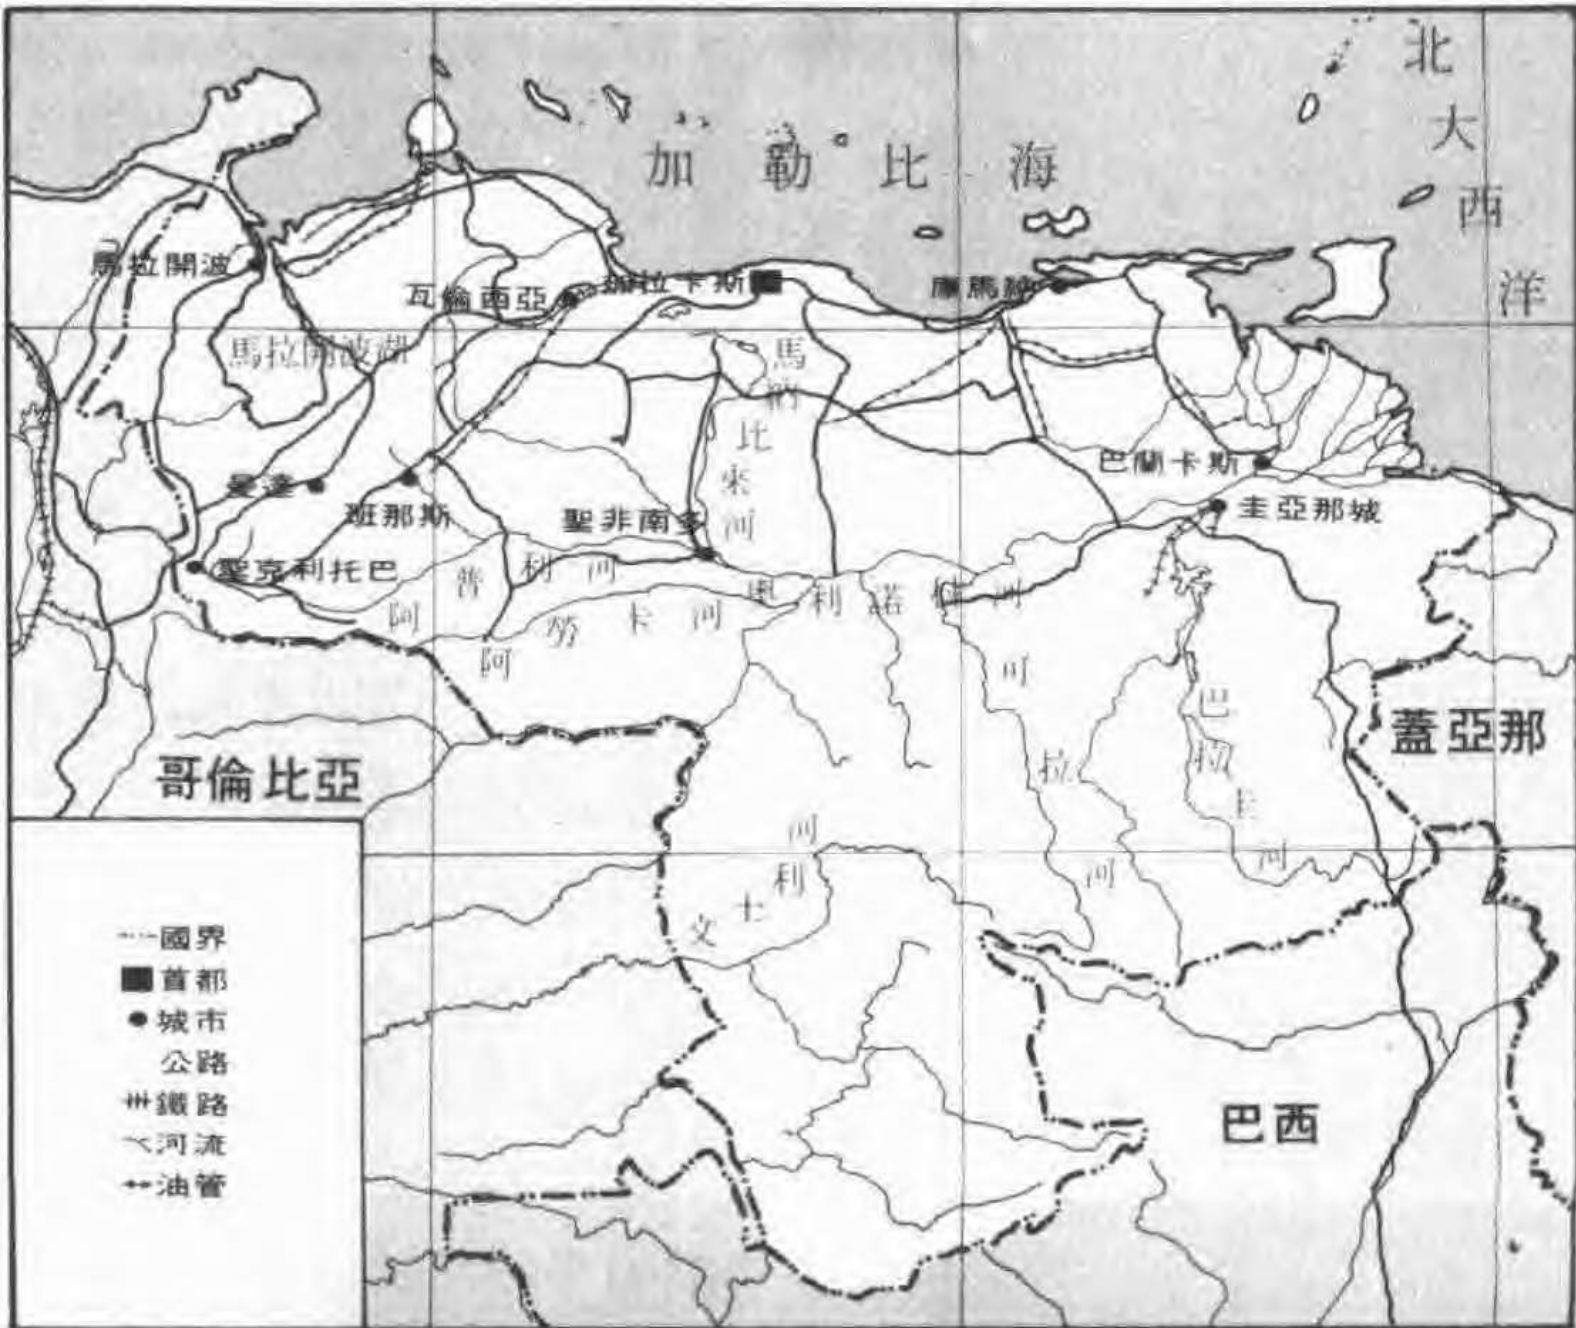 北大西洋
加勒比海
馬拉開波
瓦倫西亞
加拉卡斯
庫馬納
馬拉開波湖
馬納比來河
巴蘭卡斯
圭亞那城
曼達
班那斯
聖非南多
聖克利托巴
阿普利河
阿勞卡河
奧利諾科河
可拉河
巴拉圭河
蓋亞那
哥倫比亞
文士利河
巴西
國界
首都
城市
公路
鐵路
河流
油管